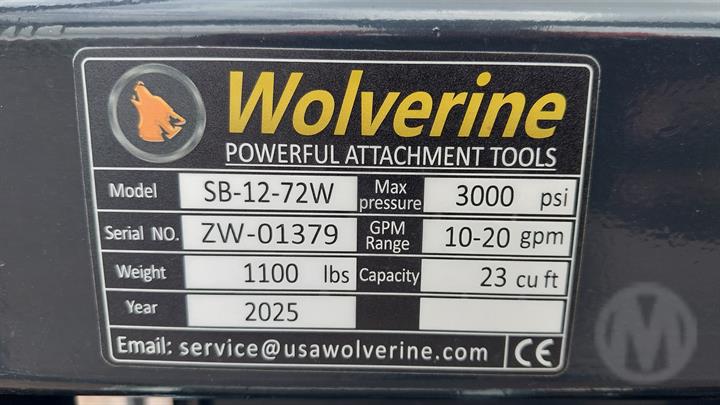 Wolverine
POWERFUL ATTACHMENT TOOLS
Model SB-12-72W Max pressure 3000 psi
Serial NO. ZW-01379 GPM Range 10-20 gpm
Weight 1100 lbs Capacity 23 cu ft
Year 2025
Email: service@usawolverine.com CE
M